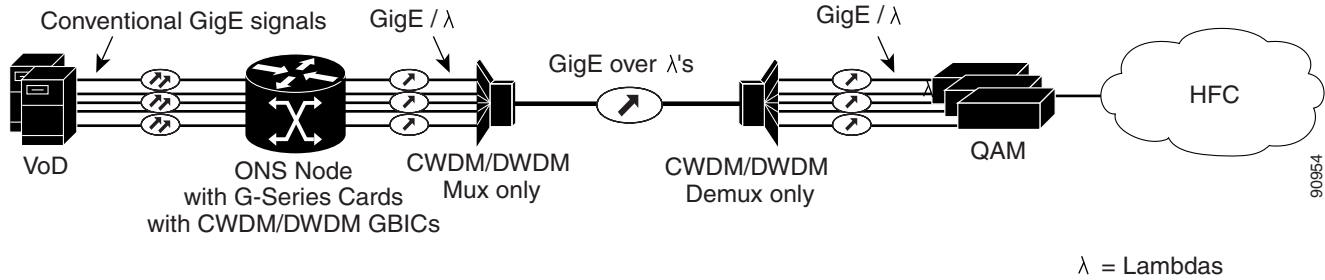 Conventional GigE signals
GigE / λ
GigE / λ
GigE over λ's
λ
HFC
VoD
ONS Node
with G-Series Cards
with CWDM/DWDM GBICs
CWDM/DWDM
Mux only
CWDM/DWDM
Demux only
QAM
90954
λ = Lambdas